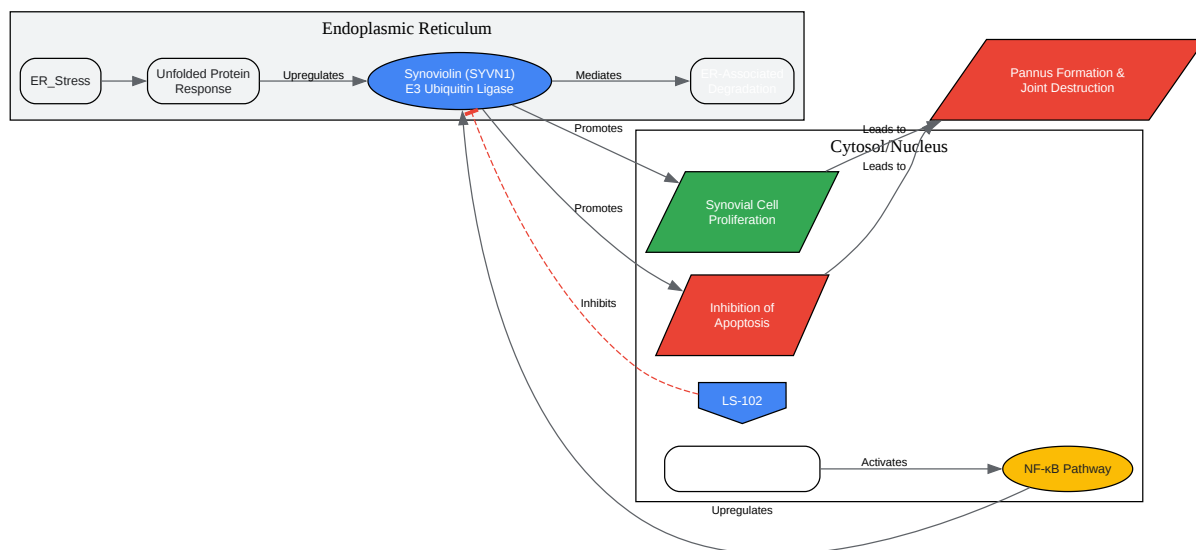 Endoplasmic Reticulum
ER_Stress
Unfolded Protein
Response
Upregulates
Synoviolin (SYVN1)
E3 Ubiquitin Ligase
Mediates
ER-Associated
Degradation
Pannus Formation &
Joint Destruction
Promotes
Leads to
Cytosol/Nucleus
Leads to
Synovial Cell
Proliferation
Promotes
Inhibits
Inhibition of
Apoptosis
LS-102
Activates
NF-κB Pathway
Upregulates